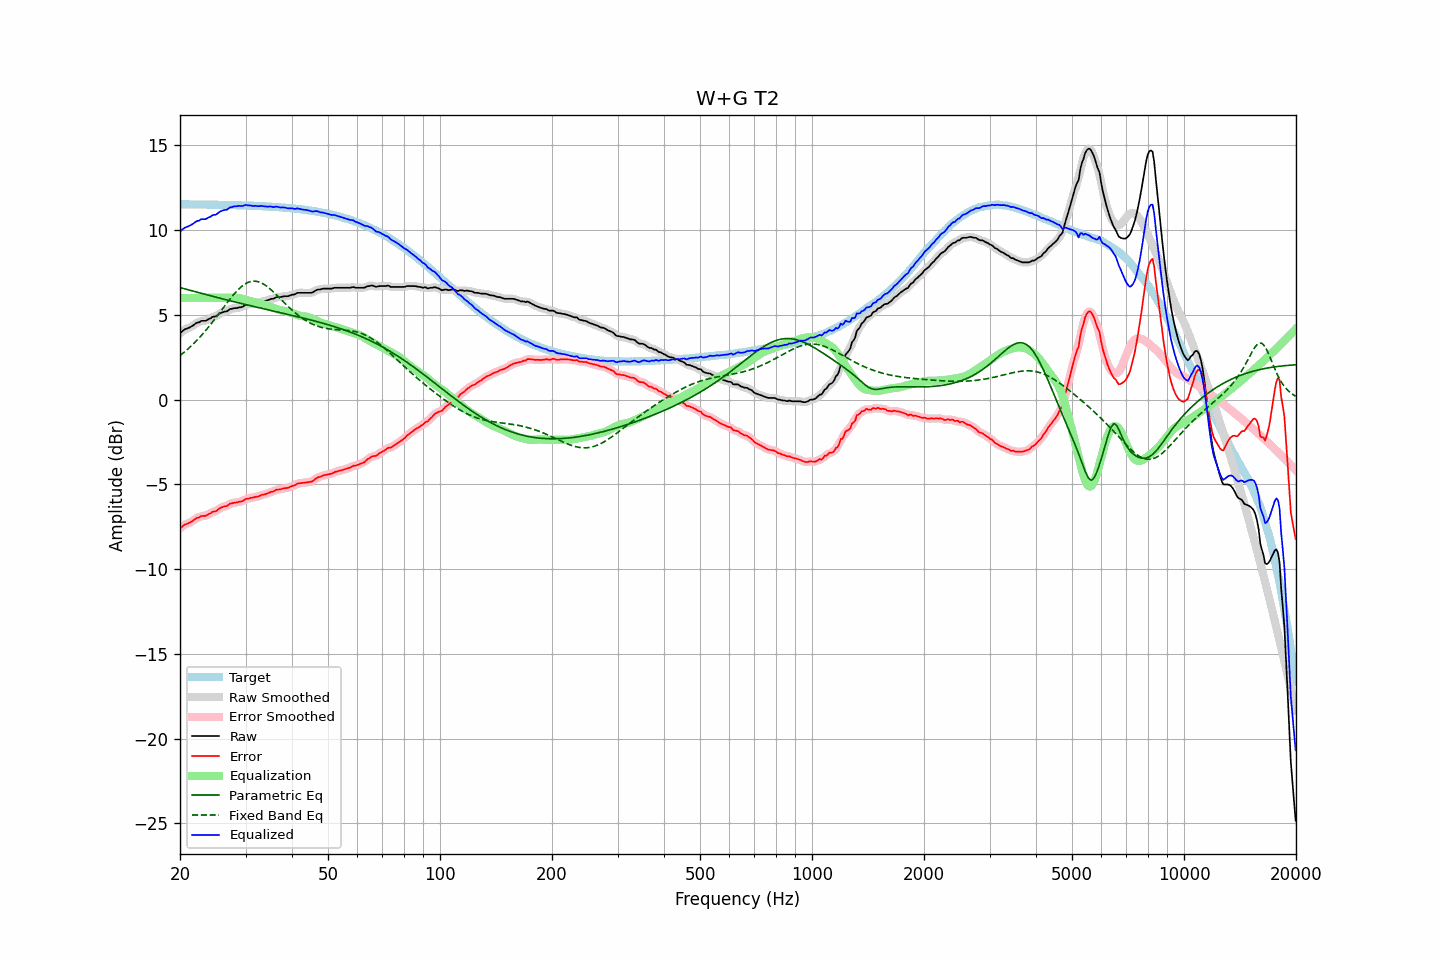 W+G T2
Amplitude (dBr)
15
10
5
0
−5
−10
−15
−20
−25
Target
Raw Smoothed
Error Smoothed
Raw
Error
Equalization
Parametric Eq
Fixed Band Eq
Equalized
20 50 100 200 500 1000 2000 5000 10000 20000
Frequency (Hz)